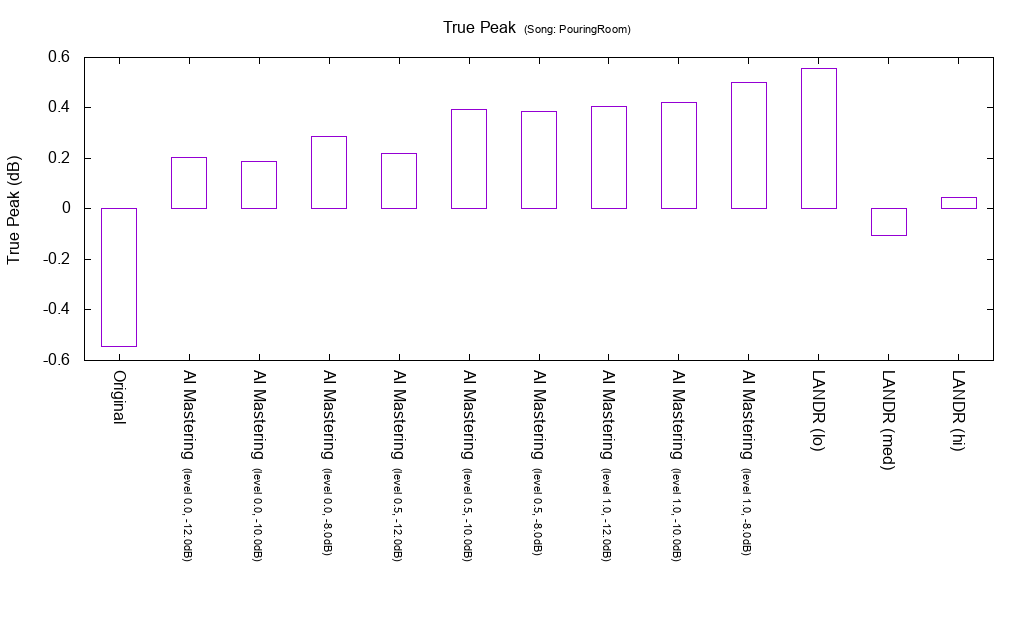 True Peak (Song: PouringRoom)
True Peak (dB)
0.6
0.4
0.2
0
-0.2
-0.4
-0.6
Original
AI Mastering (level 0.0, -12.0dB)
AI Mastering (level 0.0, -10.0dB)
AI Mastering (level 0.0, -8.0dB)
AI Mastering (level 0.5, -12.0dB)
AI Mastering (level 0.5, -10.0dB)
AI Mastering (level 0.5, -8.0dB)
AI Mastering (level 1.0, -12.0dB)
AI Mastering (level 1.0, -10.0dB)
AI Mastering (level 1.0, -8.0dB)
LANDR (lo)
LANDR (med)
LANDR (hi)